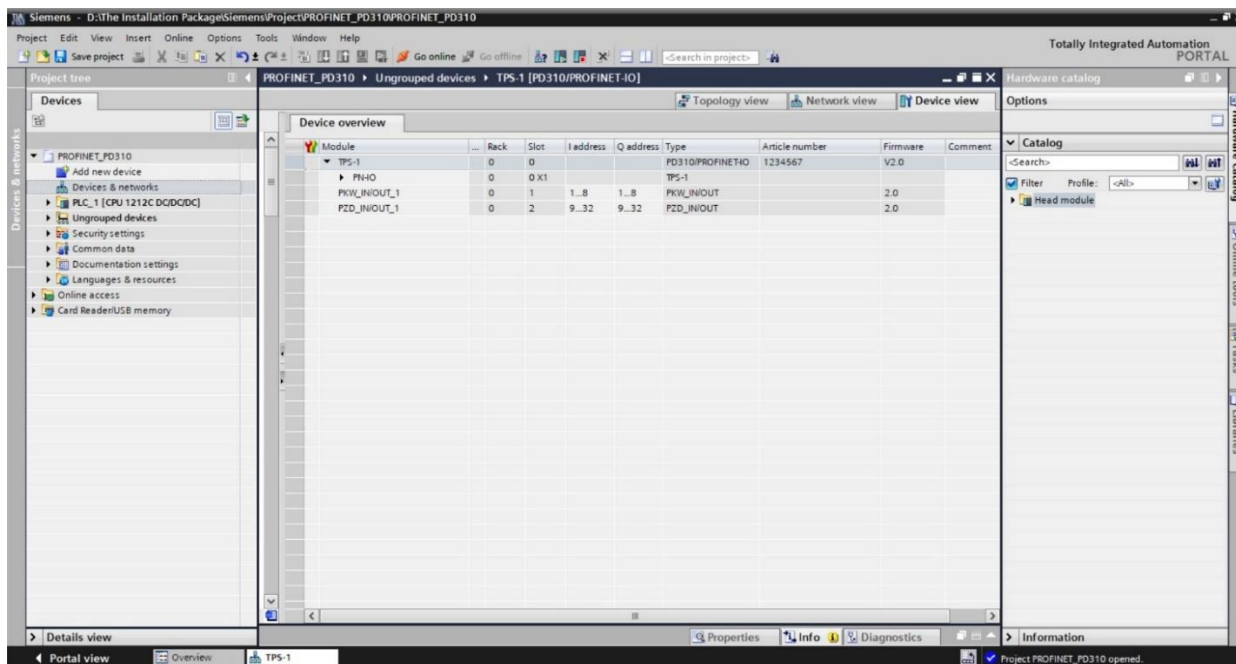 Siemens - D:\The Installation Package\Siemens\Project\PROFINET_PD310\PROFINET_PD310
Project Edit View Insert Online Options Tools Window Help
Totally Integrated Automation
PORTAL
Save project Go online Go offline <Search in project>
Project tree
PROFINET_PD310 Ungrouped devices TPS-1 [PD310/PROFINET-IO]
Hardware catalog
Devices
Topology view Network view Device view
Options
Device overview
Module ... Rack Slot I address Q address Type Article number Firmware Comment
TPS-1 0 0 PD310/PROFINET-IO 1234567 V2.0
PN-IO 0 0 X1 TPS-1
PKW_IN/OUT_1 0 1 1...8 1...8 PKW_IN/OUT 2.0
PZD_IN/OUT_1 0 2 9...32 9...32 PZD_IN/OUT 2.0
PROFINET_PD310
Add new device
Devices & networks
PLC_1 [CPU 1212C DC/DC/DC]
Ungrouped devices
Security settings
Common data
Documentation settings
Languages & resources
Online access
Card Reader/USB memory
Catalog
<Search>
Filter Profile: <All>
Head module
Devices & networks
Hardware catalog
Online tools
Tasks
Libraries
Details view
Properties Info Diagnostics
Information
Portal view Overview TPS-1
Project PROFINET_PD310 opened.